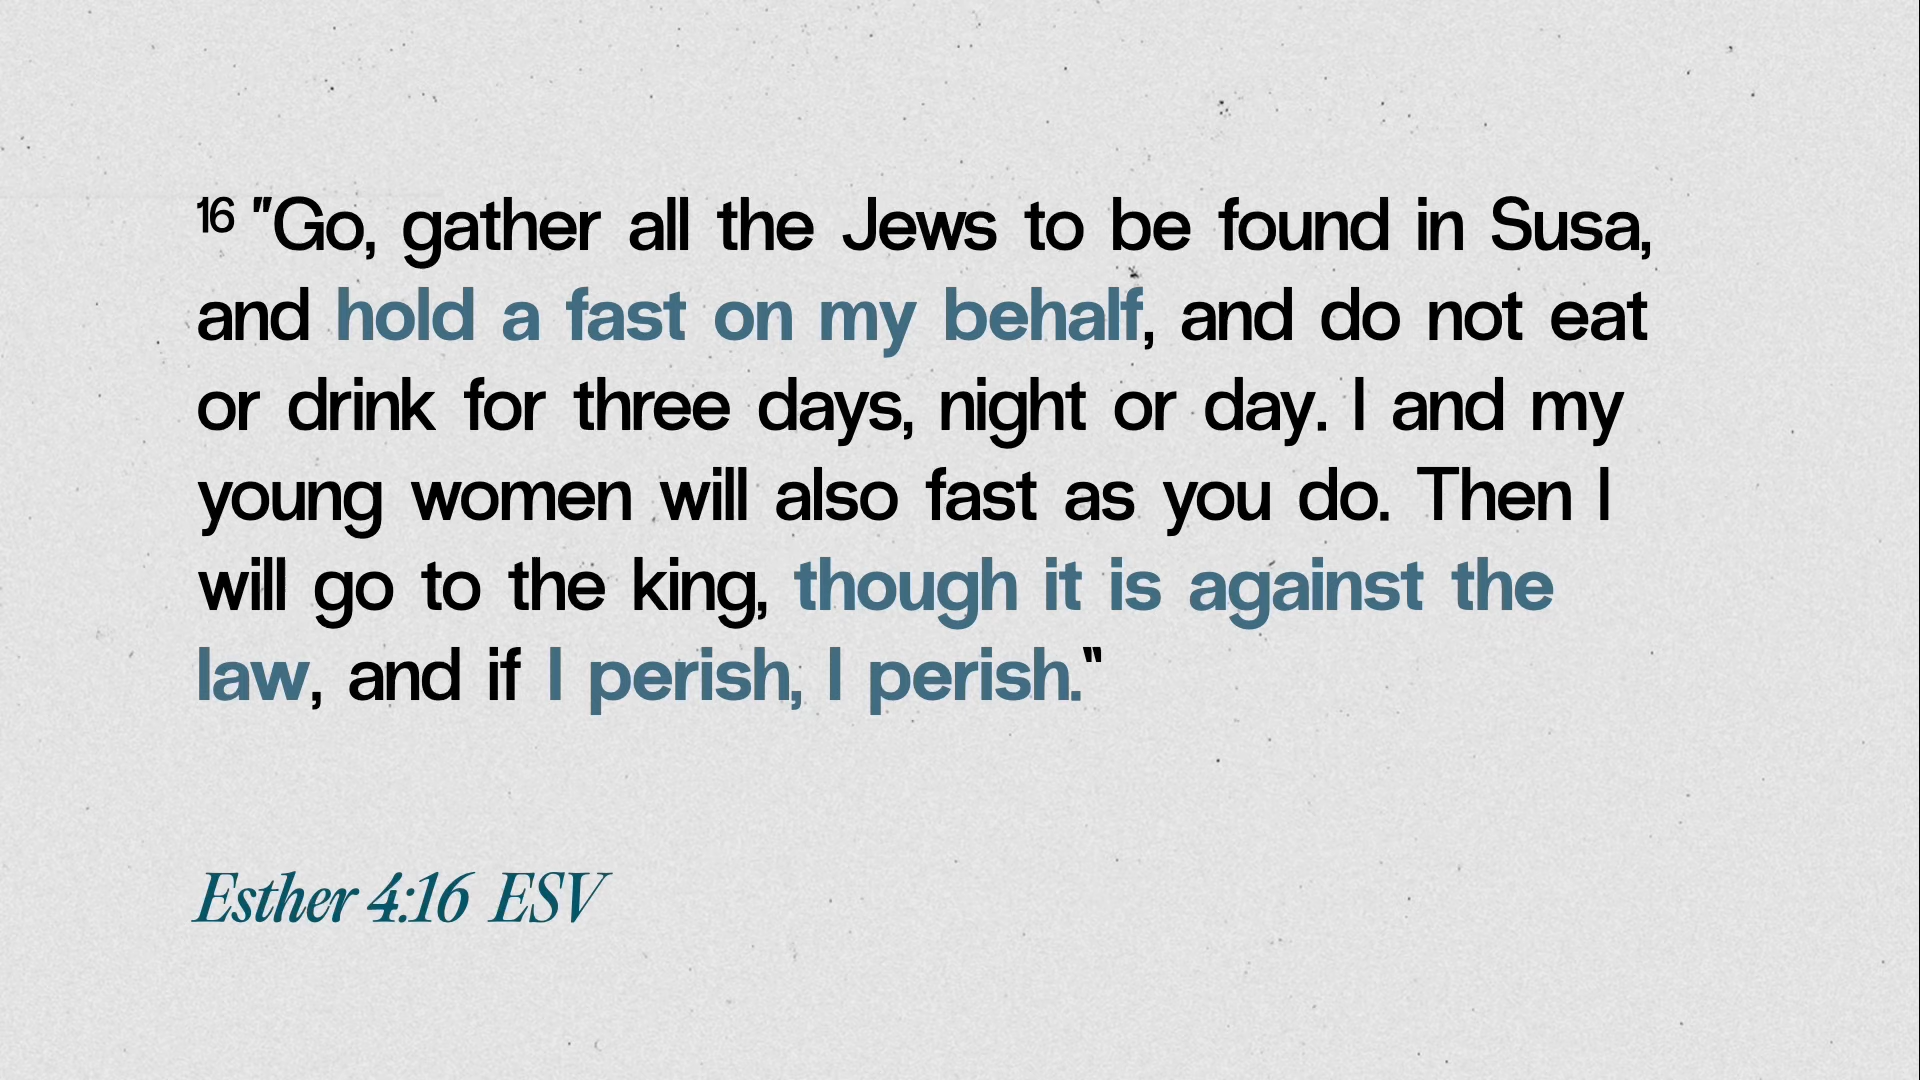 16 "Go, gather all the Jews to be found in Susa,
and hold a fast on my behalf, and do not eat
or drink for three days, night or day. I and my
young women will also fast as you do. Then I
will go to the king, though it is against the
law, and if I perish, I perish."
Esther 4:16 ESV